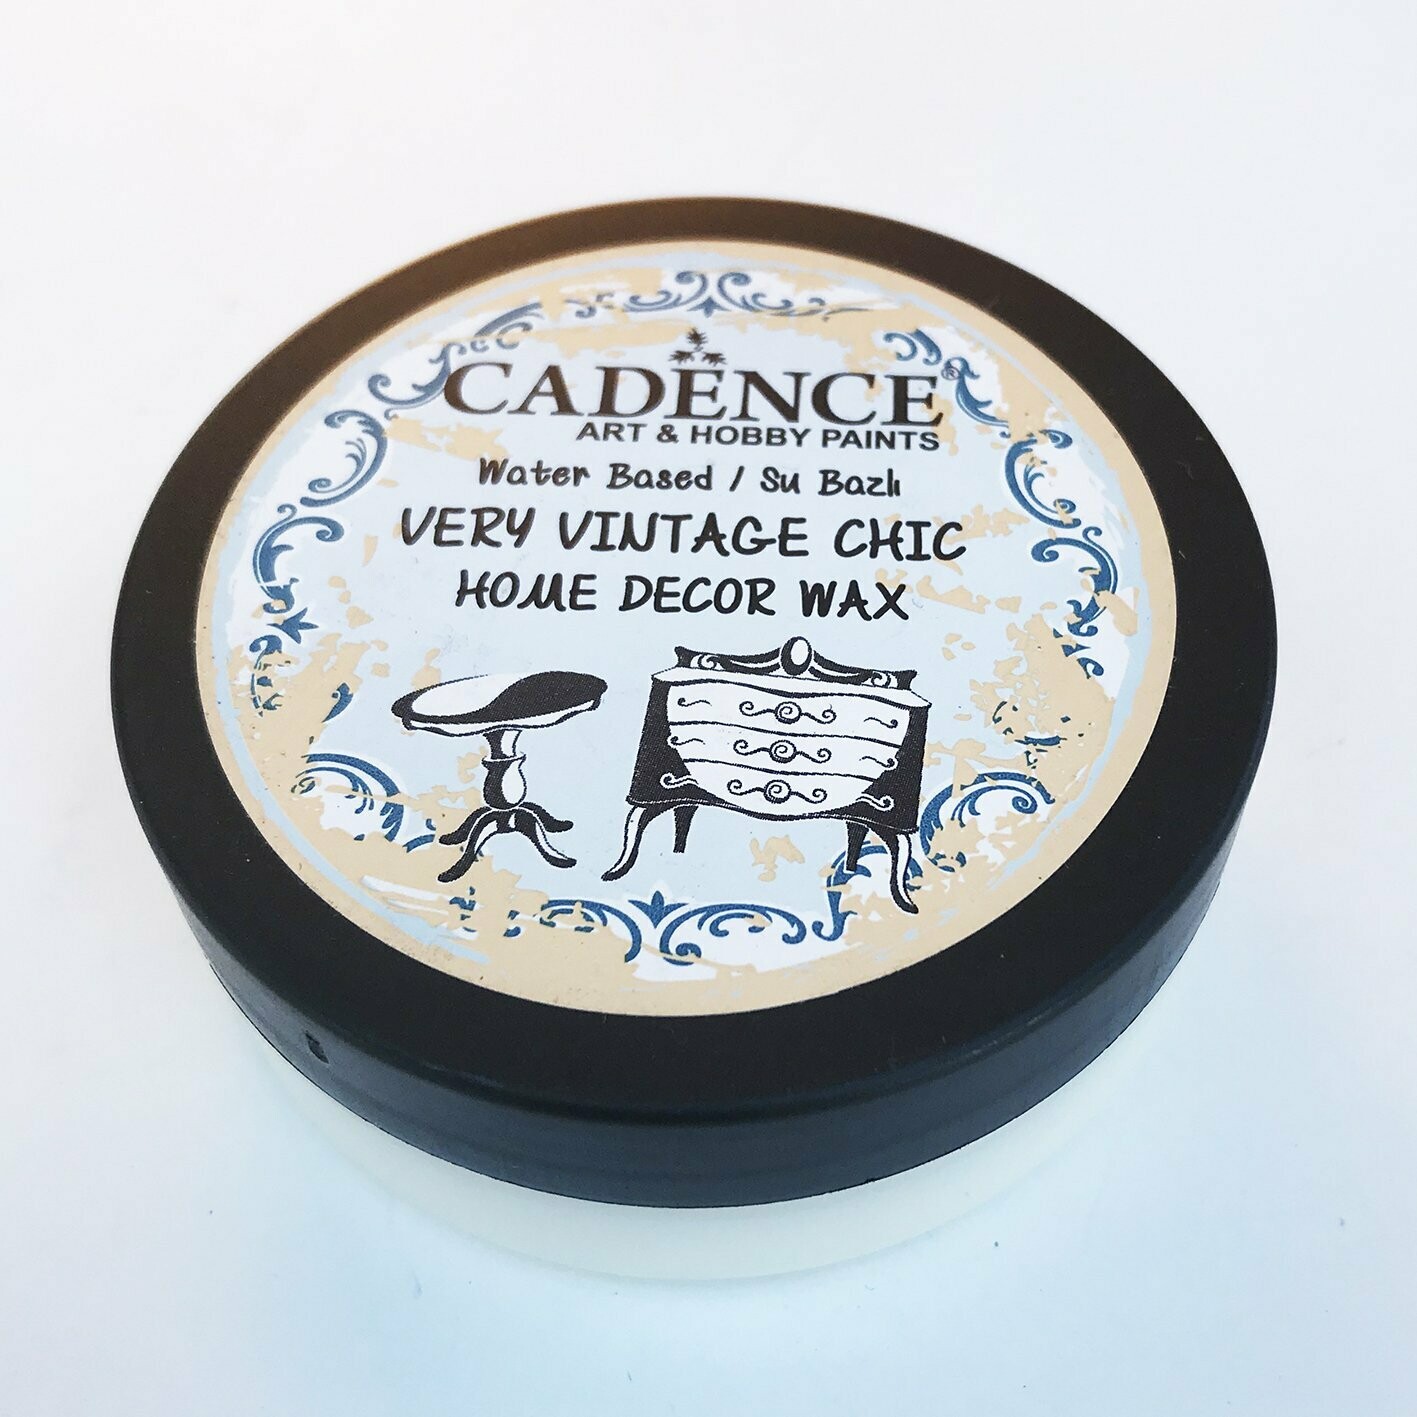 CADENCE®
ART & HOBBY PAINTS
Water Based / Su Bazlı
VERY VINTAGE CHIC
HOME DECOR WAX